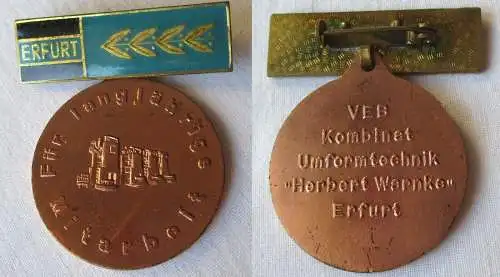 ERFURT
Für langjährige
Mitarbeit
VEB
Kombinat
Umformtechnik
"Herbert Warnke"
Erfurt